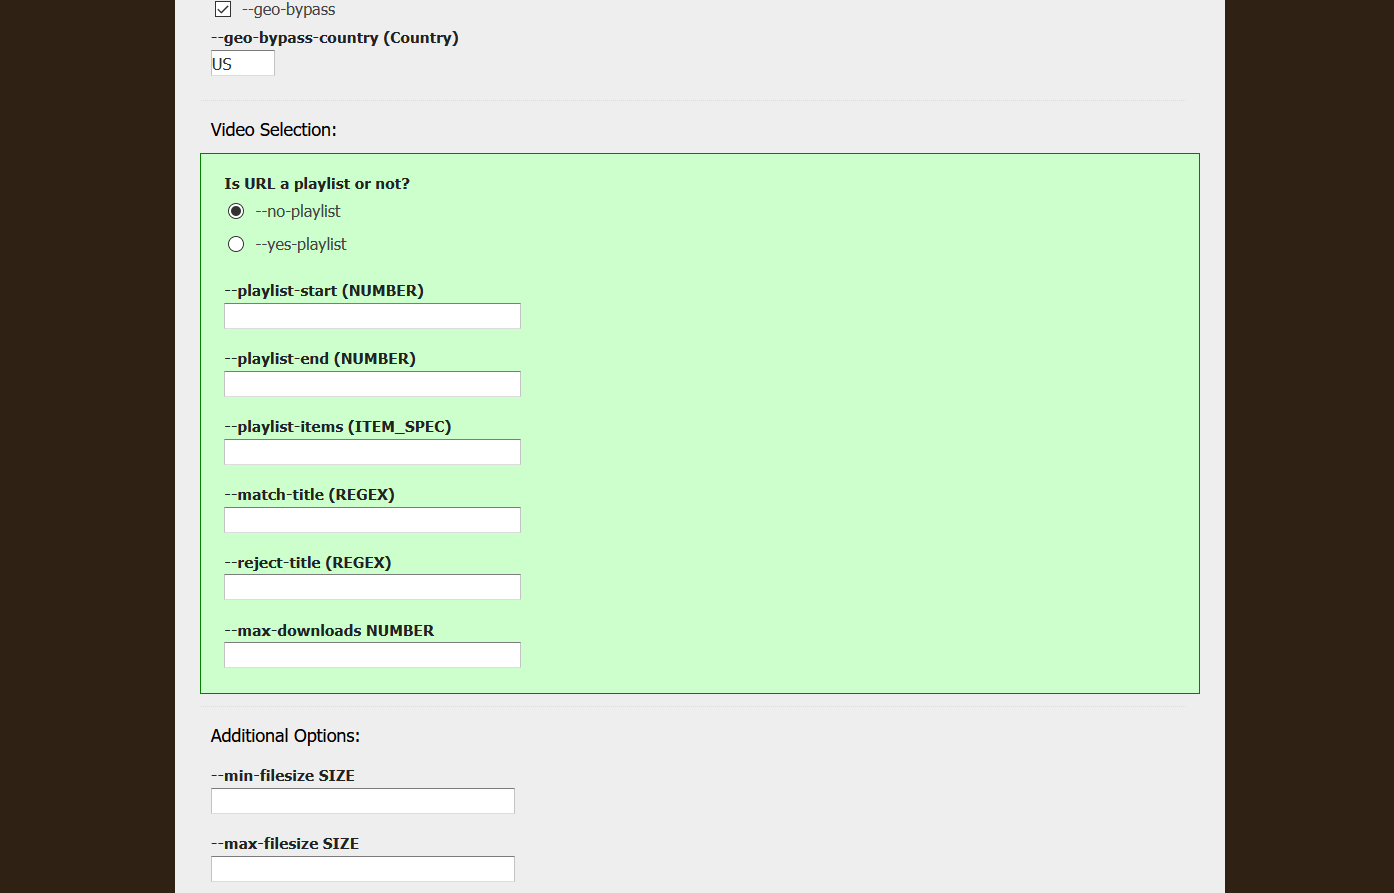 --geo-bypass
--geo-bypass-country (Country)
US
Video Selection:
Is URL a playlist or not?
--no-playlist
--yes-playlist
--playlist-start (NUMBER)
--playlist-end (NUMBER)
--playlist-items (ITEM_SPEC)
--match-title (REGEX)
--reject-title (REGEX)
--max-downloads NUMBER
Additional Options:
--min-filesize SIZE
--max-filesize SIZE